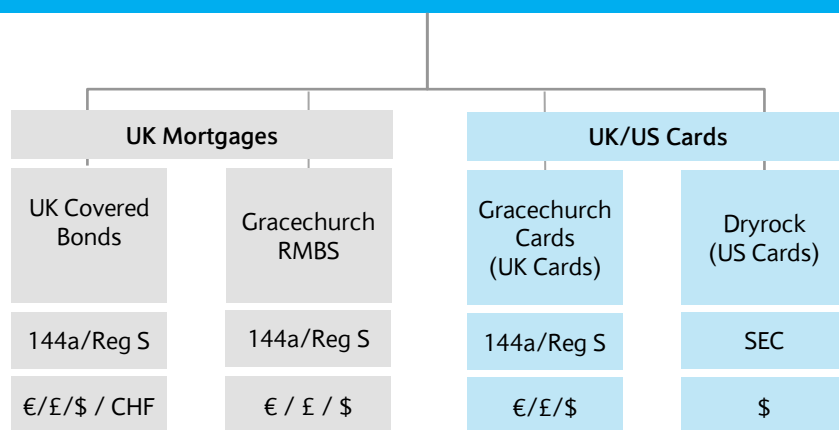 UK Mortgages
UK/US Cards
UK Covered
Bonds
Gracechurch
RMBS
Gracechurch
Cards
(UK Cards)
Dryrock
(US Cards)
144a/Reg S
144a/Reg S
144a/Reg S
SEC
€/£/$ / CHF
€ / £ / $
€/£/$
$